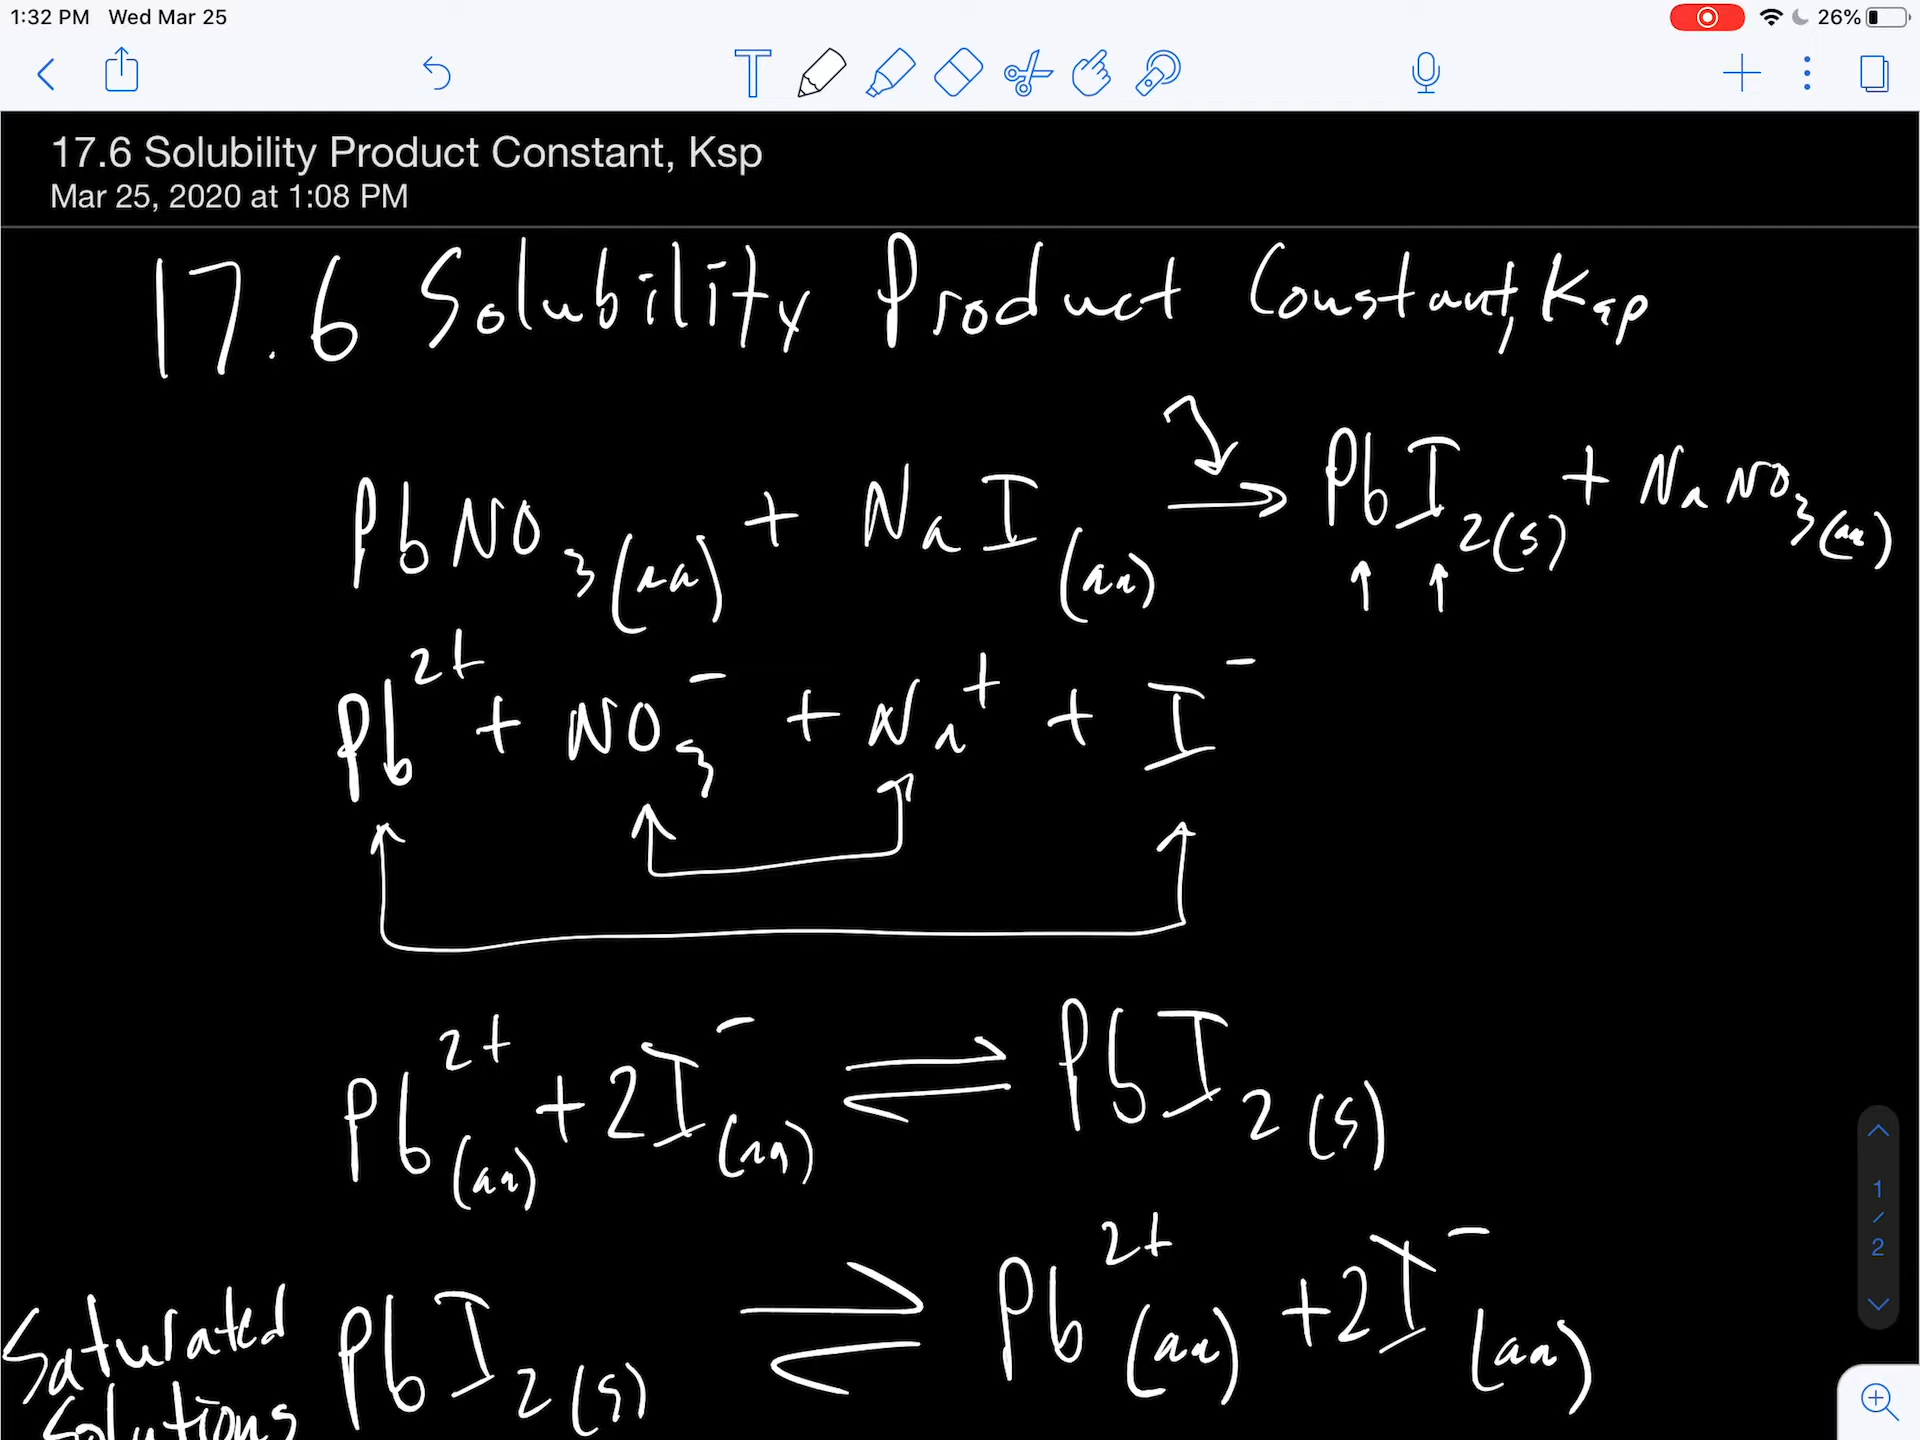 1:32 PM Wed Mar 25
26%
17.6 Solubility Product Constant, Ksp
Mar 25, 2020 at 1:08 PM
17.6 Solubility Product Constant, Ksp
PbNO₃(aq) + NaI(aq) → PbI₂(s) + NaNO₃(aq)
Pb²⁺ + NO₃⁻ + Na⁺ + I⁻
Pb²⁺(aq) + 2I⁻(aq) ⇌ PbI₂(s)
Saturated Solutions
PbI₂(s) ⇌ Pb²⁺(aq) + 2I⁻(aq)
1
/
2